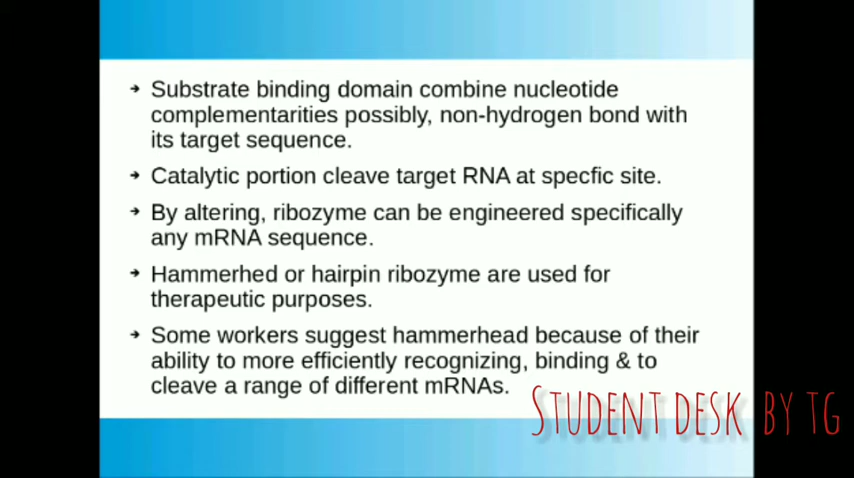 → Substrate binding domain combine nucleotide
complementarities possibly, non-hydrogen bond with
its target sequence.
→ Catalytic portion cleave target RNA at specfic site.
→ By altering, ribozyme can be engineered specifically
any mRNA sequence.
→ Hammerhed or hairpin ribozyme are used for
therapeutic purposes.
→ Some workers suggest hammerhead because of their
ability to more efficiently recognizing, binding & to
cleave a range of different mRNAs.
STUDENT DESK BY TG